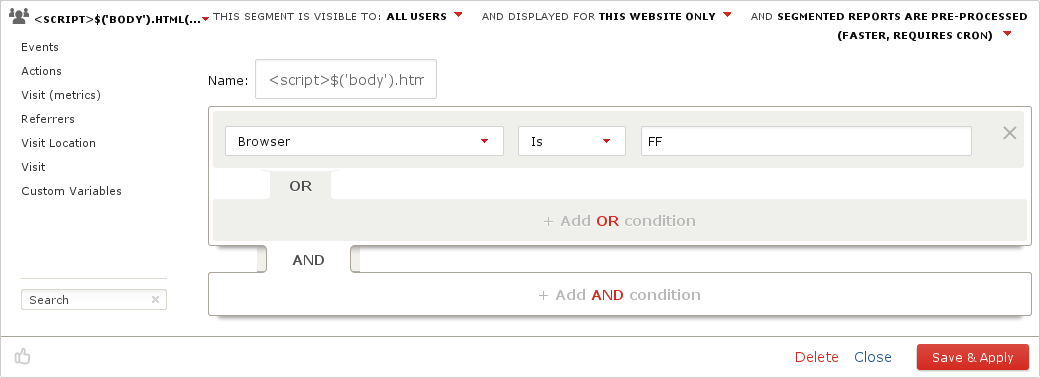 <SCRIPT>$('BODY').HTML(... THIS SEGMENT IS VISIBLE TO: ALL USERS AND DISPLAYED FOR THIS WEBSITE ONLY AND SEGMENTED REPORTS ARE PRE-PROCESSED
(FASTER, REQUIRES CRON)
Events
Actions
Visit (metrics)
Referrers
Visit Location
Visit
Custom Variables
Search
Name: <script>$('body').htm
Browser Is FF
OR
+ Add OR condition
AND
+ Add AND condition
Delete Close Save & Apply